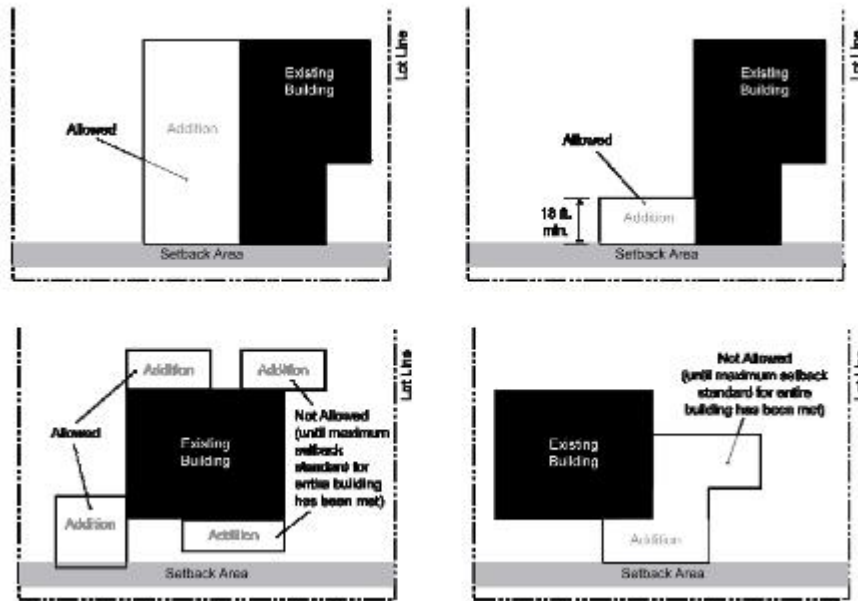 Lot Line
Existing
Building
Addition
Allowed
Setback Area
Lot Line
Existing
Building
Allowed
18 ft.
min.
Addition
Setback Area
Lot Line
Addition
Addition
Not Allowed
(until maximum
setback
standard for
entire building
has been met)
Allowed
Existing
Building
Addition
Addition
Setback Area
Lot Line
Not Allowed
(until maximum setback
standard for entire
building has been met)
Existing
Building
Addition
Setback Area